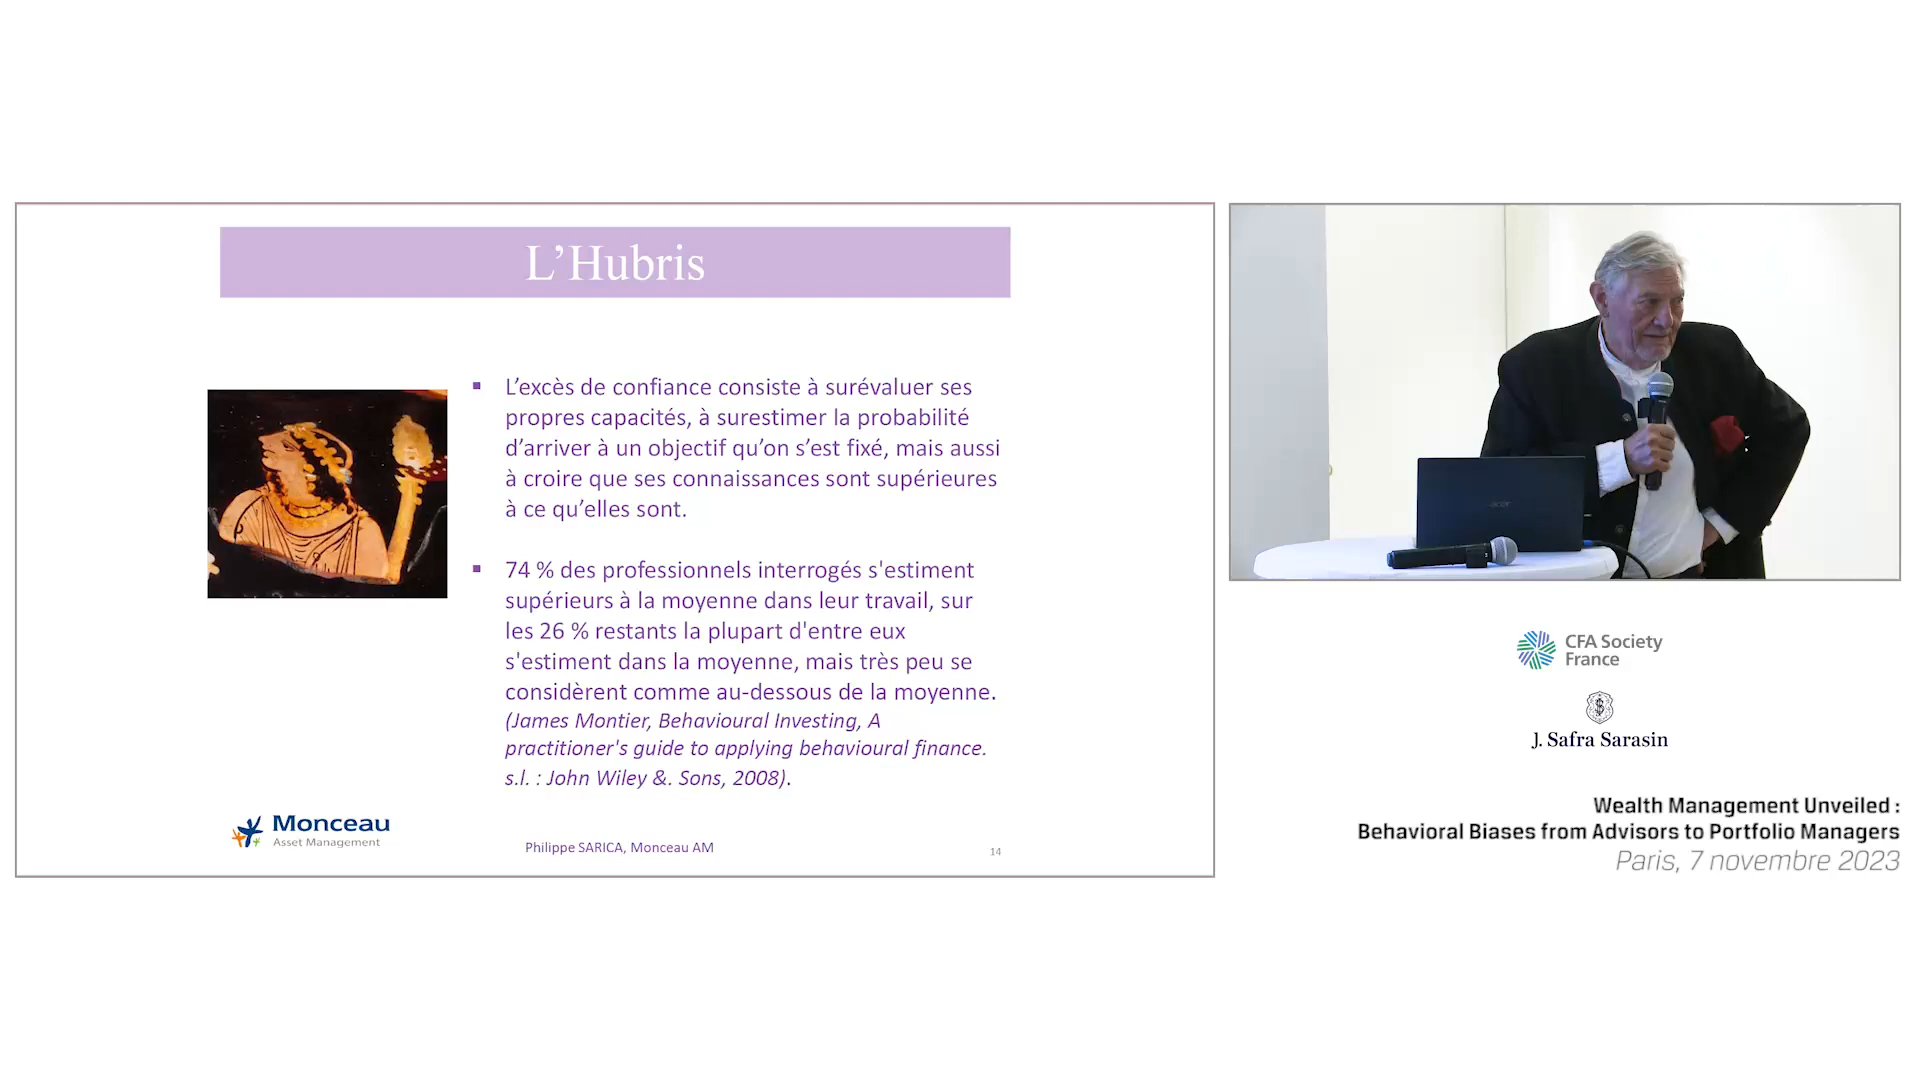 L’Hubris
L’excès de confiance consiste à surévaluer ses
propres capacités, à surestimer la probabilité
d’arriver à un objectif qu’on s’est fixé, mais aussi
à croire que ses connaissances sont supérieures
à ce qu’elles sont.
74 % des professionnels interrogés s'estiment
supérieurs à la moyenne dans leur travail, sur
les 26 % restants la plupart d'entre eux
s'estiment dans la moyenne, mais très peu se
considèrent comme au-dessous de la moyenne.
(James Montier, Behavioural Investing, A
practitioner's guide to applying behavioural finance.
s.l. : John Wiley &. Sons, 2008).
Monceau
Asset Management
Philippe SARICA, Monceau AM
14
acer
CFA Society
France
J. Safra Sarasin
Wealth Management Unveiled :
Behavioral Biases from Advisors to Portfolio Managers
Paris, 7 novembre 2023